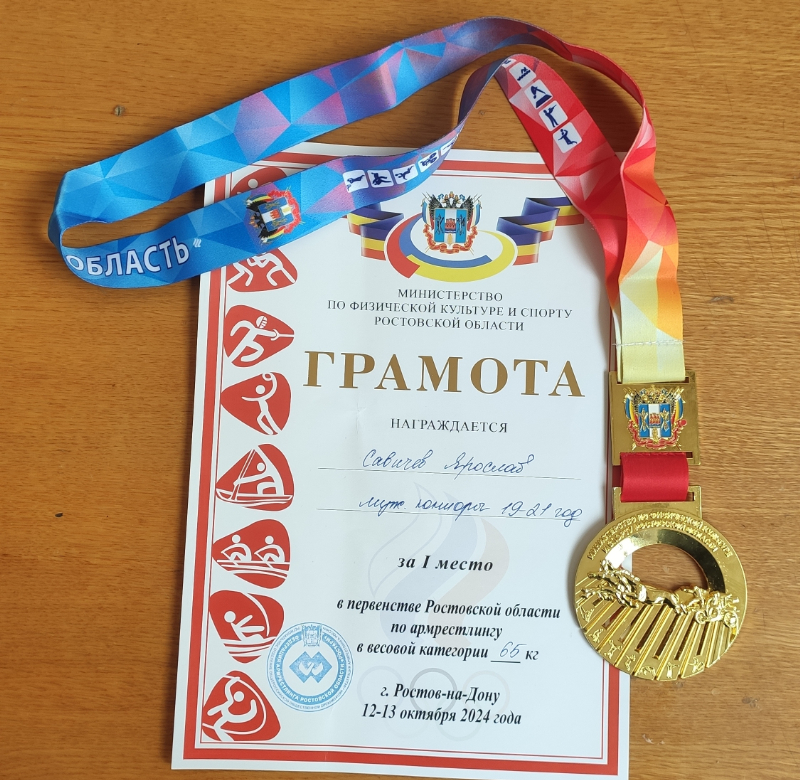 ОБЛАСТЬ"
МИНИСТЕРСТВО
ПО ФИЗИЧЕСКОЙ КУЛЬТУРЕ И СПОРТУ
РОСТОВСКОЙ ОБЛАСТИ
ГРАМОТА
НАГРАЖДАЕТСЯ
Савичев Ярослав
муж. юниоры 19-21 год
за I место
в первенстве Ростовской области
по армрестлингу
в весовой категории 65 кг
г. Ростов-на-Дону
12-13 октября 2024 года